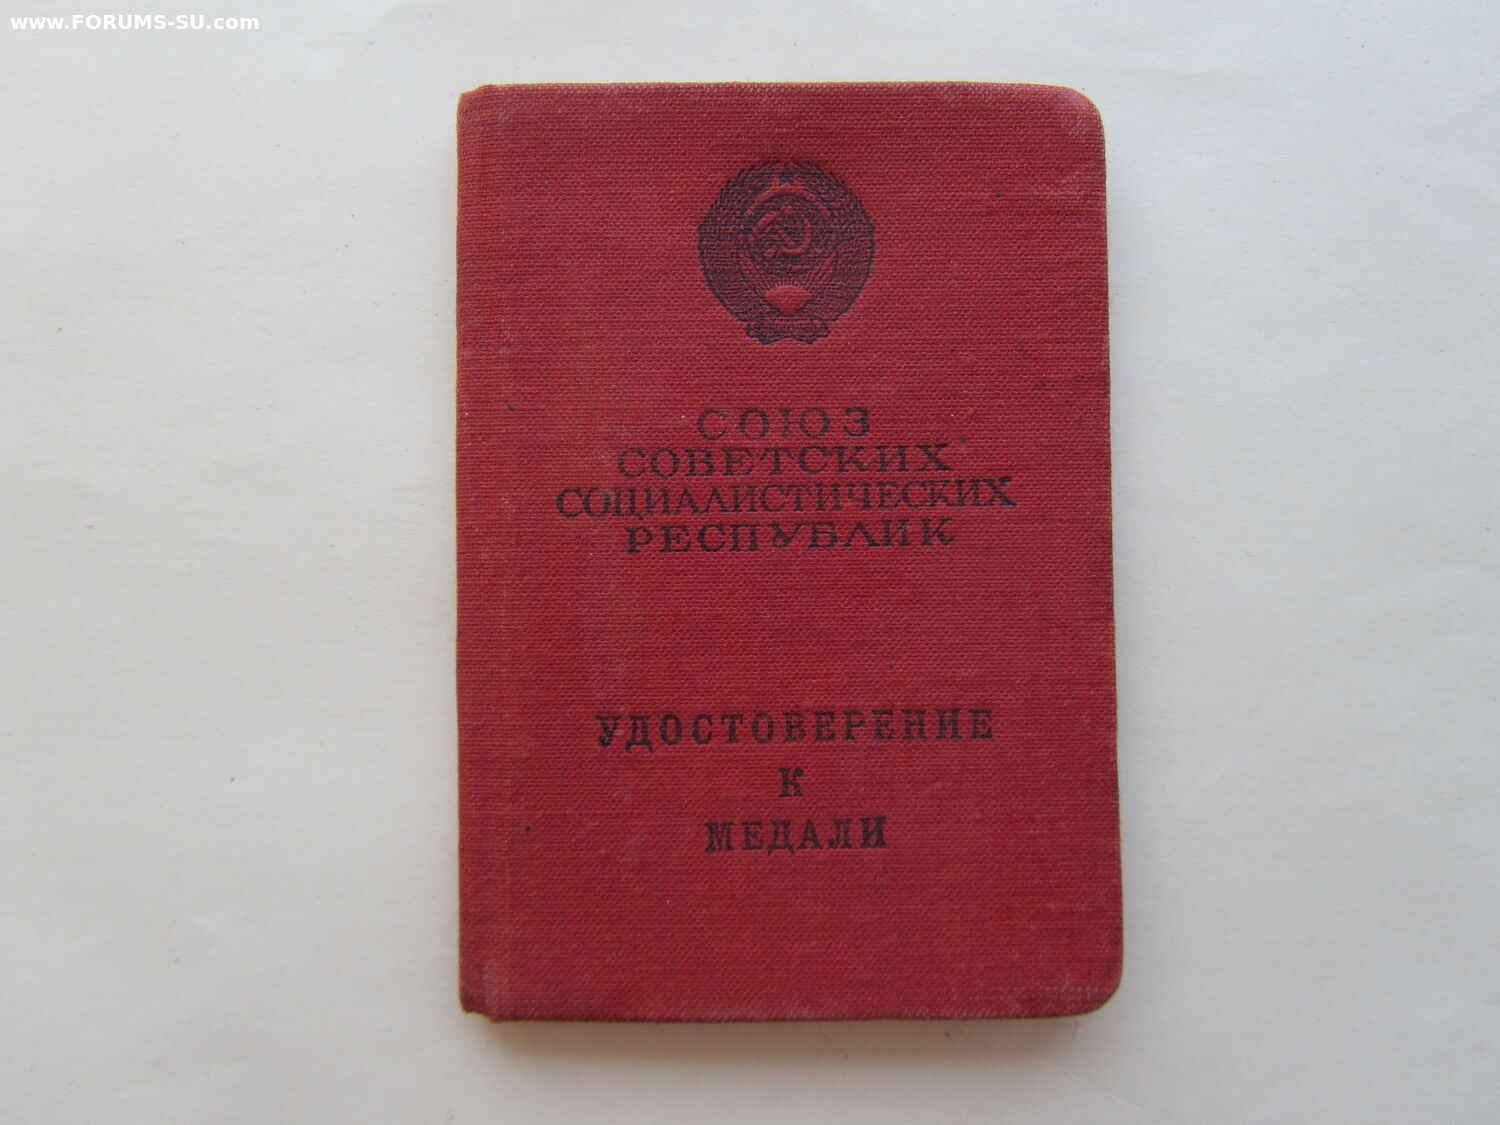 www.FORUMS-SU.com
СОЮЗ
СОВЕТСКИХ
СОЦИАЛИСТИЧЕСКИХ
РЕСПУБЛИК
УДОСТОВЕРЕНИЕ
К
МЕДАЛИ